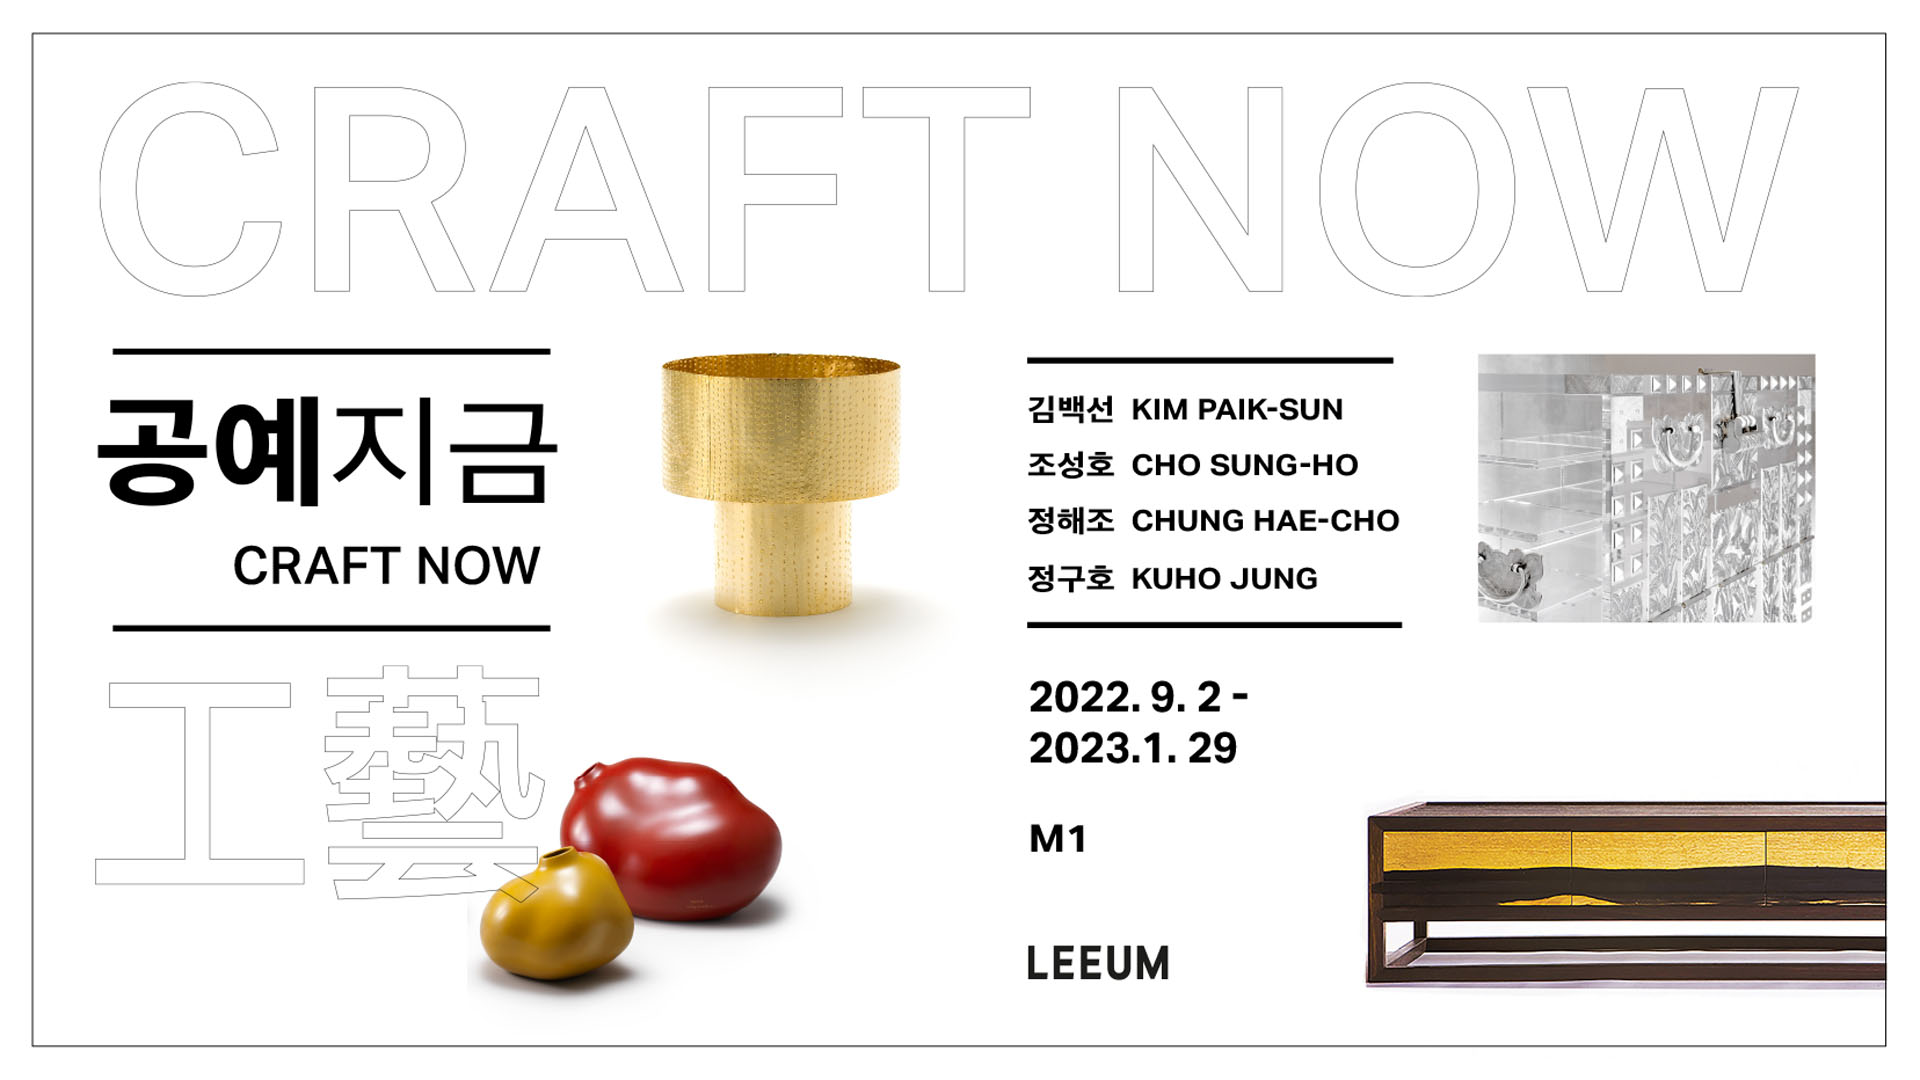 CRAFT NOW
공예지금
CRAFT NOW
工藝
김백선 KIM PAIK-SUN
조성호 CHO SUNG-HO
정해조 CHUNG HAE-CHO
정구호 KUHO JUNG
2022. 9. 2 -
2023.1. 29
M1
LEEUM